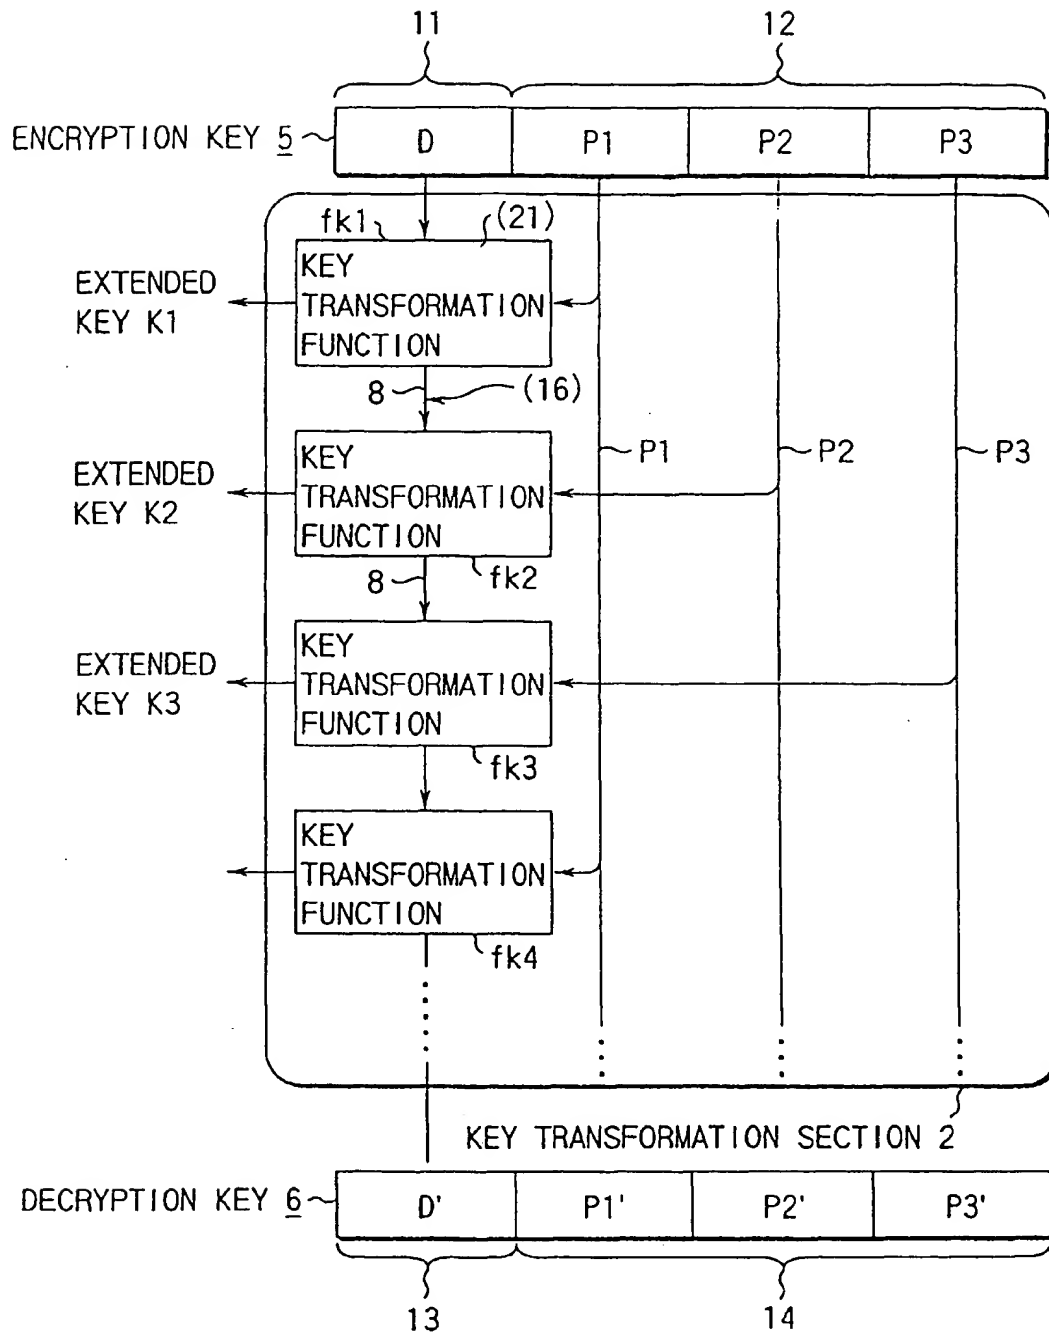 11
12
ENCRYPTION KEY 5
D
P1
P2
P3
fk1
(21)
KEY
TRANSFORMATION
FUNCTION
EXTENDED
KEY K1
8
(16)
KEY
TRANSFORMATION
FUNCTION
P1
P2
P3
EXTENDED
KEY K2
fk2
8
KEY
TRANSFORMATION
FUNCTION
EXTENDED
KEY K3
fk3
KEY
TRANSFORMATION
FUNCTION
fk4
KEY TRANSFORMATION SECTION 2
DECRYPTION KEY 6
D'
P1'
P2'
P3'
13
14